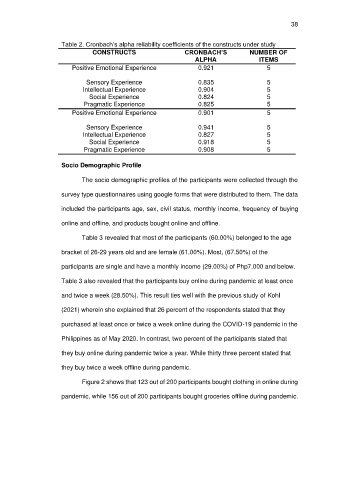 38
Table 2. Cronbach's alpha reliability coefficients of the constructs under study
CONSTRUCTS CRONBACH'S ALPHA NUMBER OF ITEMS
Positive Emotional Experience 0.921 5
Sensory Experience 0.835 5
Intellectual Experience 0.904 5
Social Experience 0.824 5
Pragmatic Experience 0.825 5
Positive Emotional Experience 0.901 5
Sensory Experience 0.941 5
Intellectual Experience 0.827 5
Social Experience 0.918 5
Pragmatic Experience 0.908 5
Socio Demographic Profile
The socio demographic profiles of the participants were collected through the
survey type questionnaires using google forms that were distributed to them. The data
included the participants age, sex, civil status, monthly income, frequency of buying
online and offline, and products bought online and offline.
Table 3 revealed that most of the participants (60.00%) belonged to the age
bracket of 26-29 years old and are female (61.00%). Most, (67.50%) of the
participants are single and have a monthly income (29.00%) of Php7,000 and below.
Table 3 also revealed that the participants buy online during pandemic at least once
and twice a week (28.50%). This result ties well with the previous study of Kohl
(2021) wherein she explained that 26 percent of the respondents stated that they
purchased at least once or twice a week online during the COVID-19 pandemic in the
Philippines as of May 2020. In contrast, two percent of the participants stated that
they buy online during pandemic twice a year. While thirty three percent stated that
they buy twice a week offline during pandemic.
Figure 2 shows that 123 out of 200 participants bought clothing in online during
pandemic, while 156 out of 200 participants bought groceries offline during pandemic.